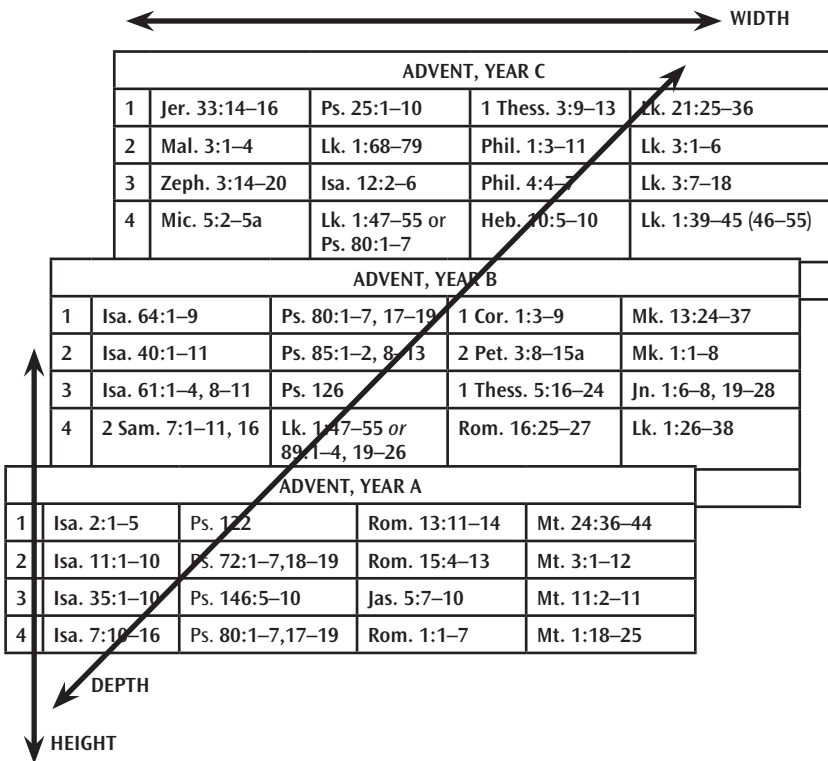 WIDTH
ADVENT, YEAR C
1 Jer. 33:14–16 Ps. 25:1–10 1 Thess. 3:9–13 Lk. 21:25–36
2 Mal. 3:1–4 Lk. 1:68–79 Phil. 1:3–11 Lk. 3:1–6
3 Zeph. 3:14–20 Isa. 12:2–6 Phil. 4:4–7 Lk. 3:7–18
4 Mic. 5:2–5a Lk. 1:47–55 or Heb. 10:5–10 Lk. 1:39–45 (46–55)
Ps. 80:1–7
ADVENT, YEAR B
1 Isa. 64:1–9 Ps. 80:1–7, 17–19 1 Cor. 1:3–9 Mk. 13:24–37
2 Isa. 40:1–11 Ps. 85:1–2, 8–13 2 Pet. 3:8–15a Mk. 1:1–8
3 Isa. 61:1–4, 8–11 Ps. 126 1 Thess. 5:16–24 Jn. 1:6–8, 19–28
4 2 Sam. 7:1–11, 16 Lk. 1:47–55 or Rom. 16:25–27 Lk. 1:26–38
89:1–4, 19–26
ADVENT, YEAR A
1 Isa. 2:1–5 Ps. 122 Rom. 13:11–14 Mt. 24:36–44
2 Isa. 11:1–10 Ps. 72:1–7,18–19 Rom. 15:4–13 Mt. 3:1–12
3 Isa. 35:1–10 Ps. 146:5–10 Jas. 5:7–10 Mt. 11:2–11
4 Isa. 7:10–16 Ps. 80:1–7,17–19 Rom. 1:1–7 Mt. 1:18–25
DEPTH
HEIGHT